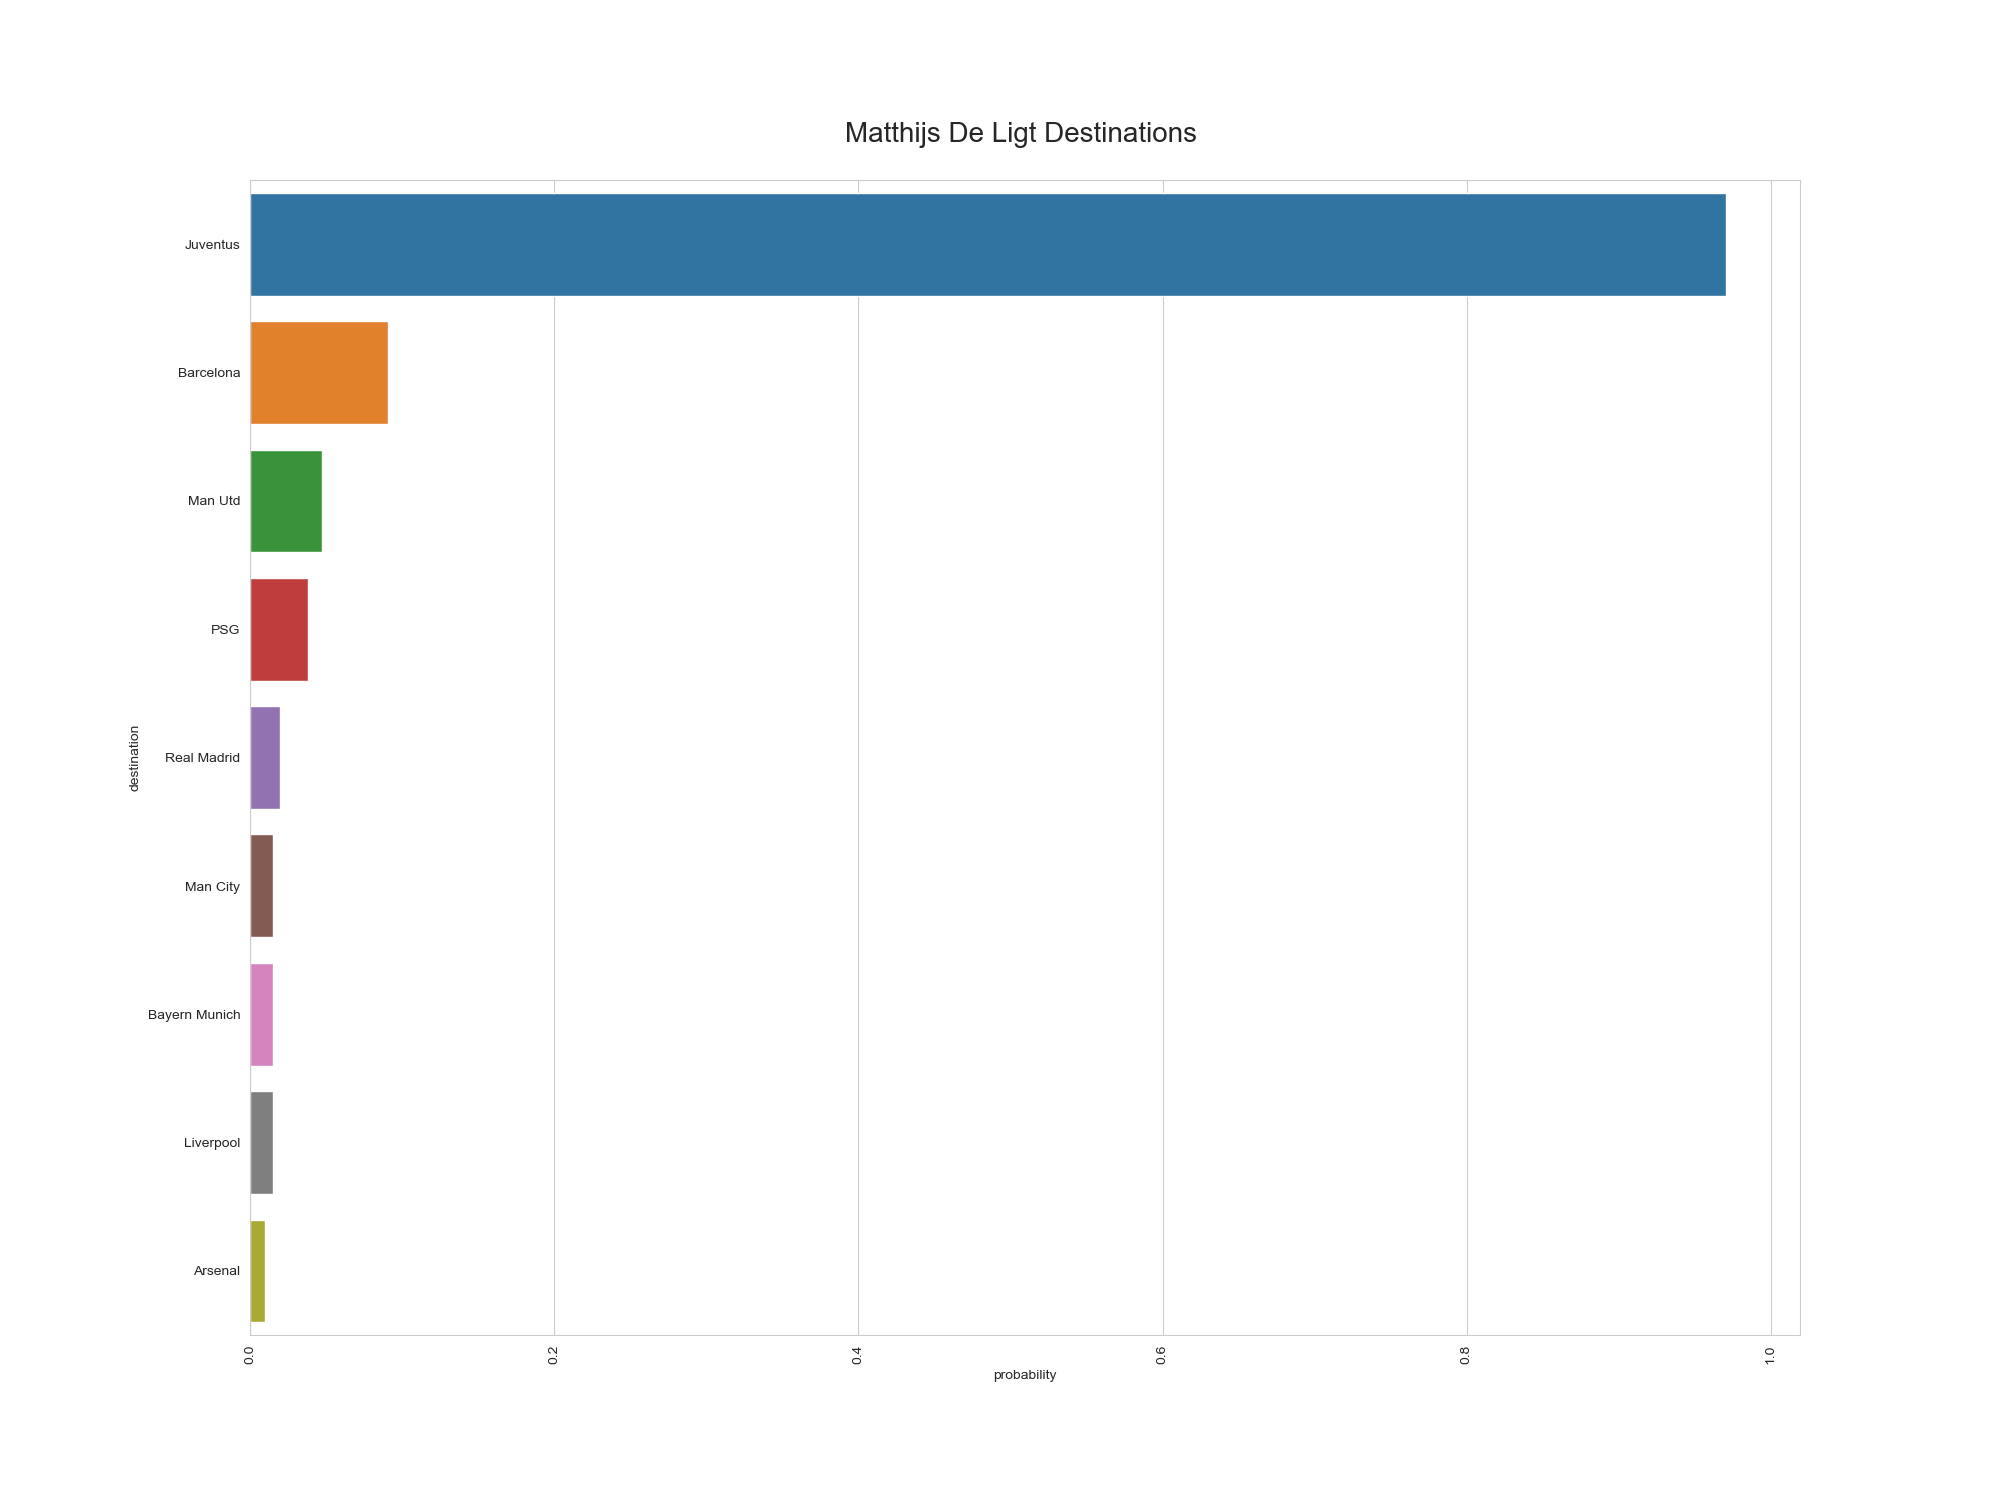 Matthijs De Ligt Destinations
Juventus
Barcelona
Man Utd
PSG
Real Madrid
Man City
Bayern Munich
Liverpool
Arsenal
destination
0.0
0.2
0.4
0.6
0.8
1.0
probability